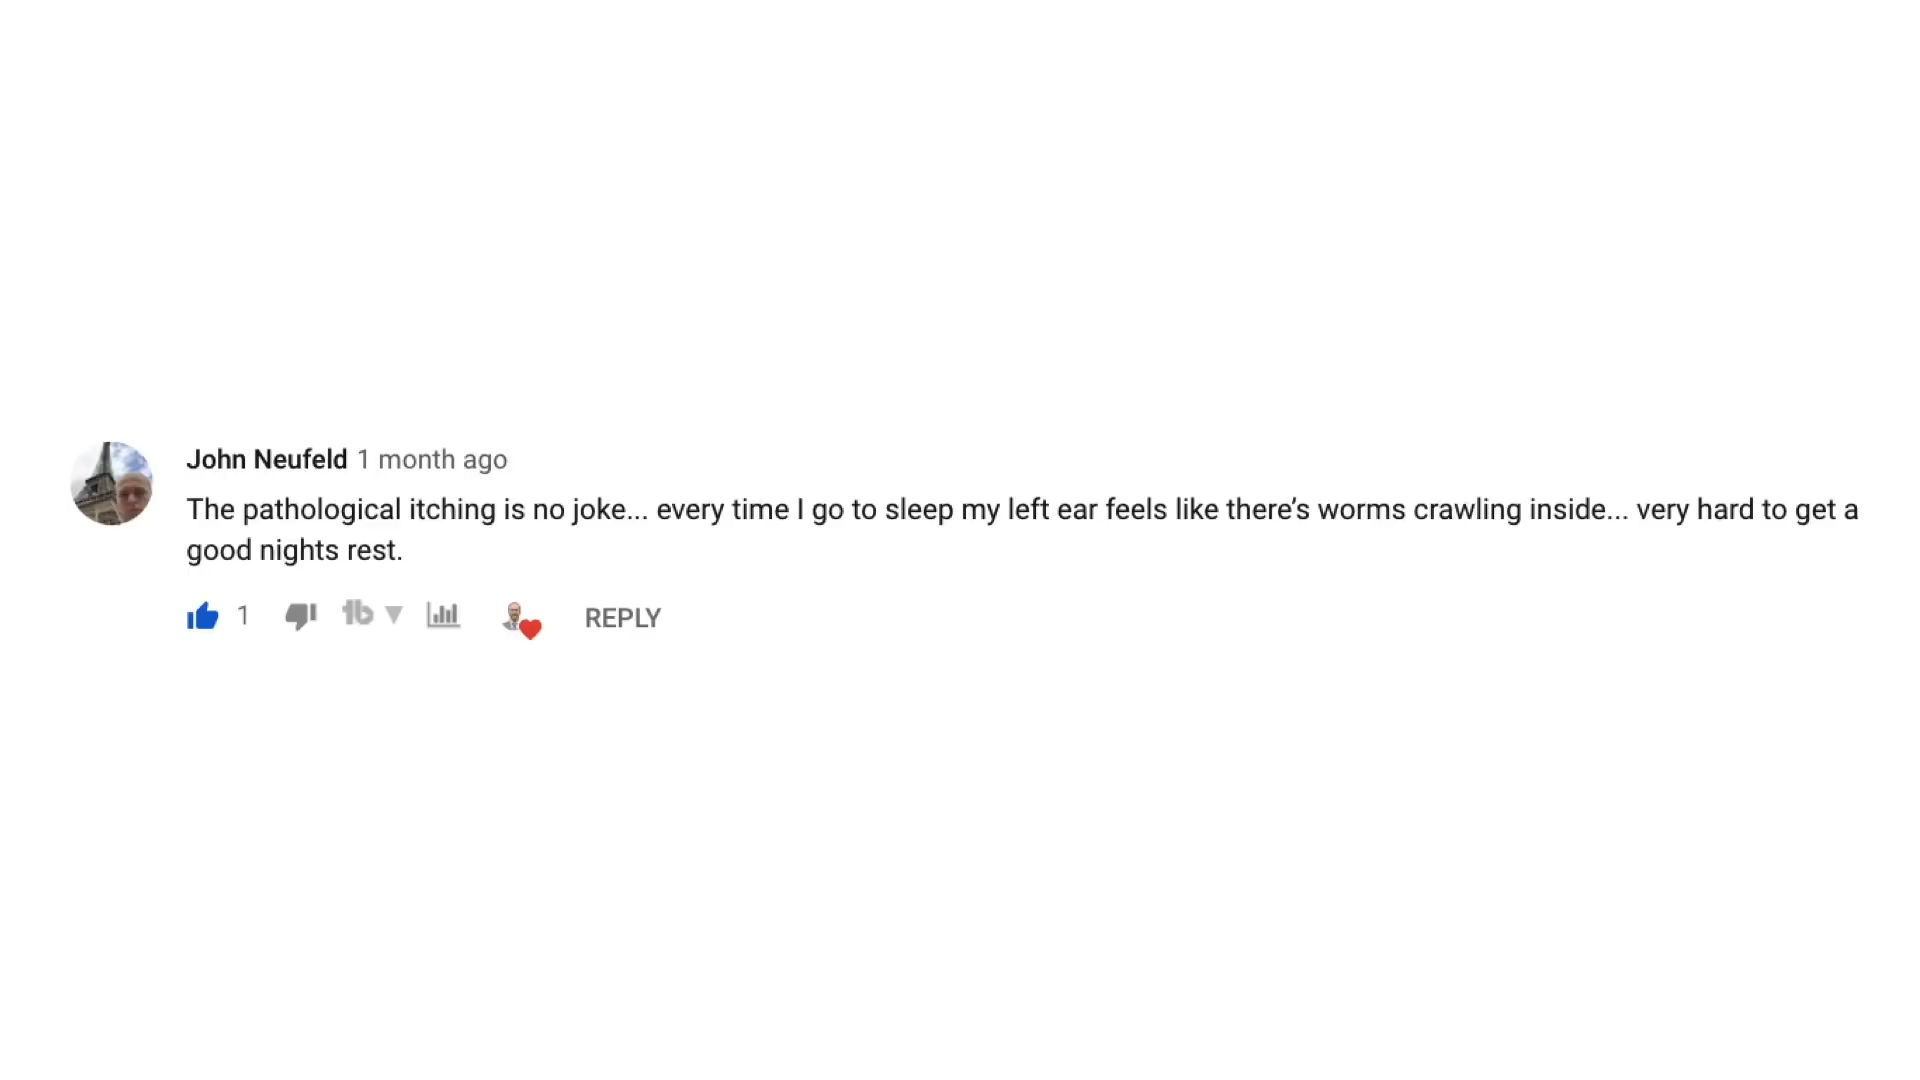 John Neufeld 1 month ago
The pathological itching is no joke... every time I go to sleep my left ear feels like there’s worms crawling inside... very hard to get a
good nights rest.
1 tb REPLY